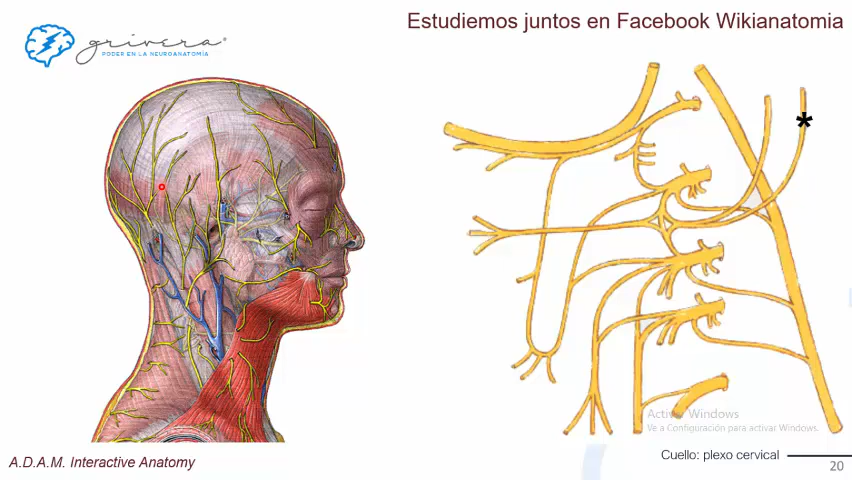 Estudiemos juntos en Facebook Wikianatomia
grivera®
PODER EN LA NEUROANATOMÍA
*
Activar Windows
Ve a Configuración para activar Windows.
Cuello: plexo cervical
A.D.A.M. Interactive Anatomy
20